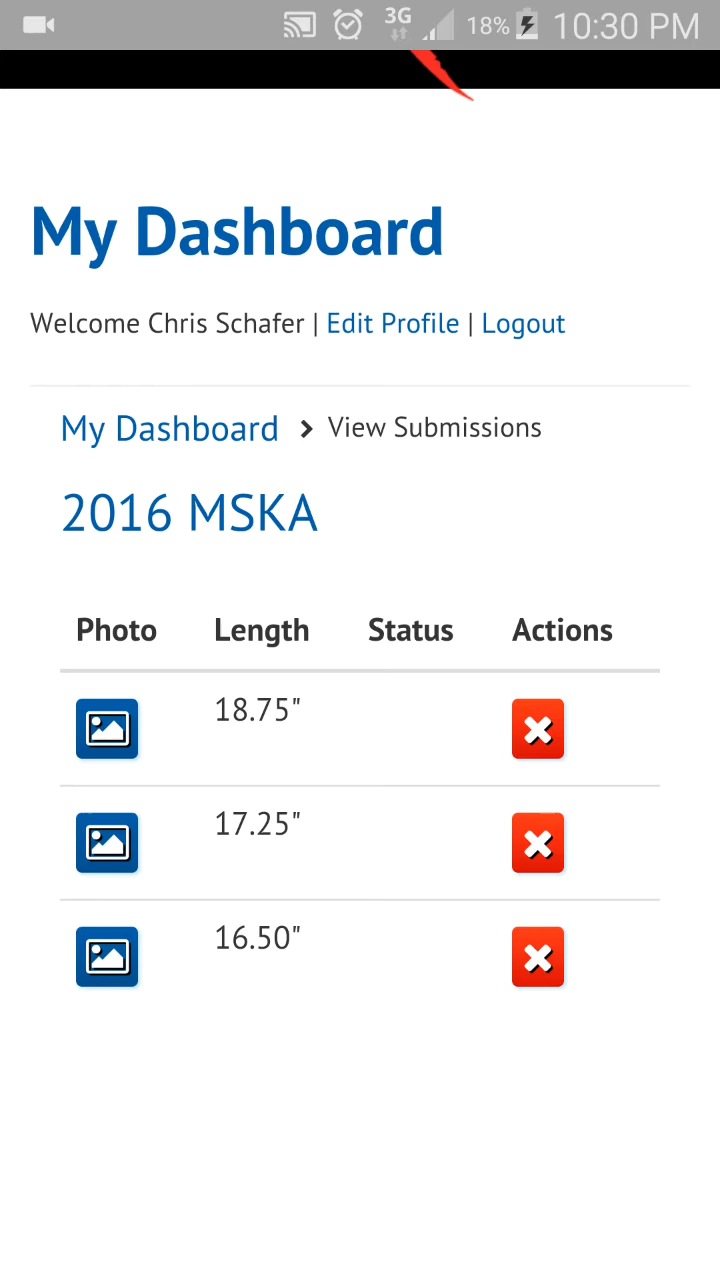 3G 18% 10:30 PM
My Dashboard
Welcome Chris Schafer | Edit Profile | Logout
My Dashboard > View Submissions
2016 MSKA
Photo Length Status Actions
18.75"
17.25"
16.50"